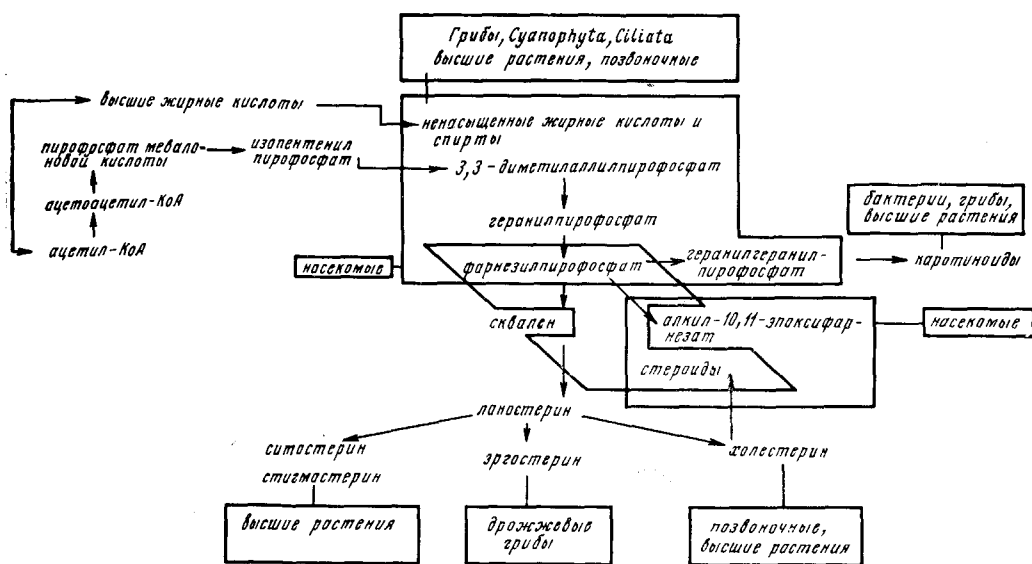 Грибы, Cyanophyta, Ciliata
высшие растения, позвоночные
высшие жирные кислоты
ненасыщенные жирные кислоты и
спирты
пирофосфат мевало-
новой кислоты
изопентенил
пирофосфат
3,3-диметилаллилпирофосфат
ацетоацетил-КоА
геранилпирофосфат
бактерии, грибы,
высшие растения
ацетил-КоА
насекомые
фарнезилпирофосфат
геранилгеранил-
пирофосфат
каротиноиды
сквален
алкил-10,11-эпоксифар-
незат
насекомые
стероиды
ланостерин
ситостерин
стигмастерин
эргостерин
холестерин
высшие растения
дрожжевые
грибы
позвоночные,
высшие растения